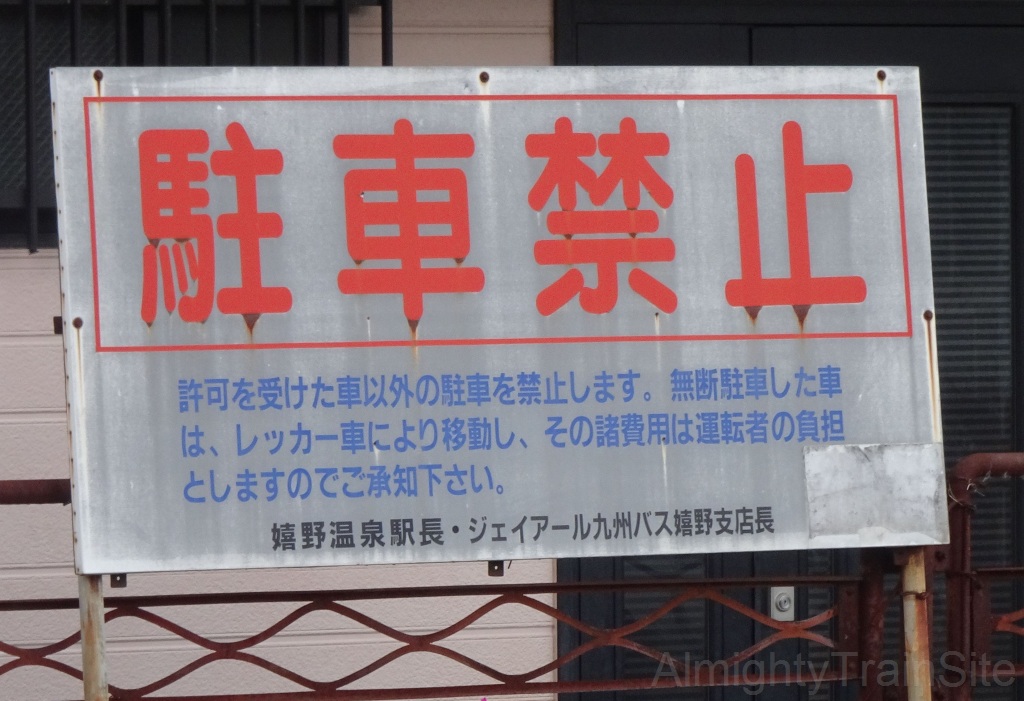 駐車禁止
許可を受けた車以外の駐車を禁止します。無断駐車した車
は、レッカー車により移動し、その諸費用は運転者の負担
としますのでご承知下さい。
嬉野温泉駅長・ジェイアール九州バス嬉野支店長
AlmightyTrainSite